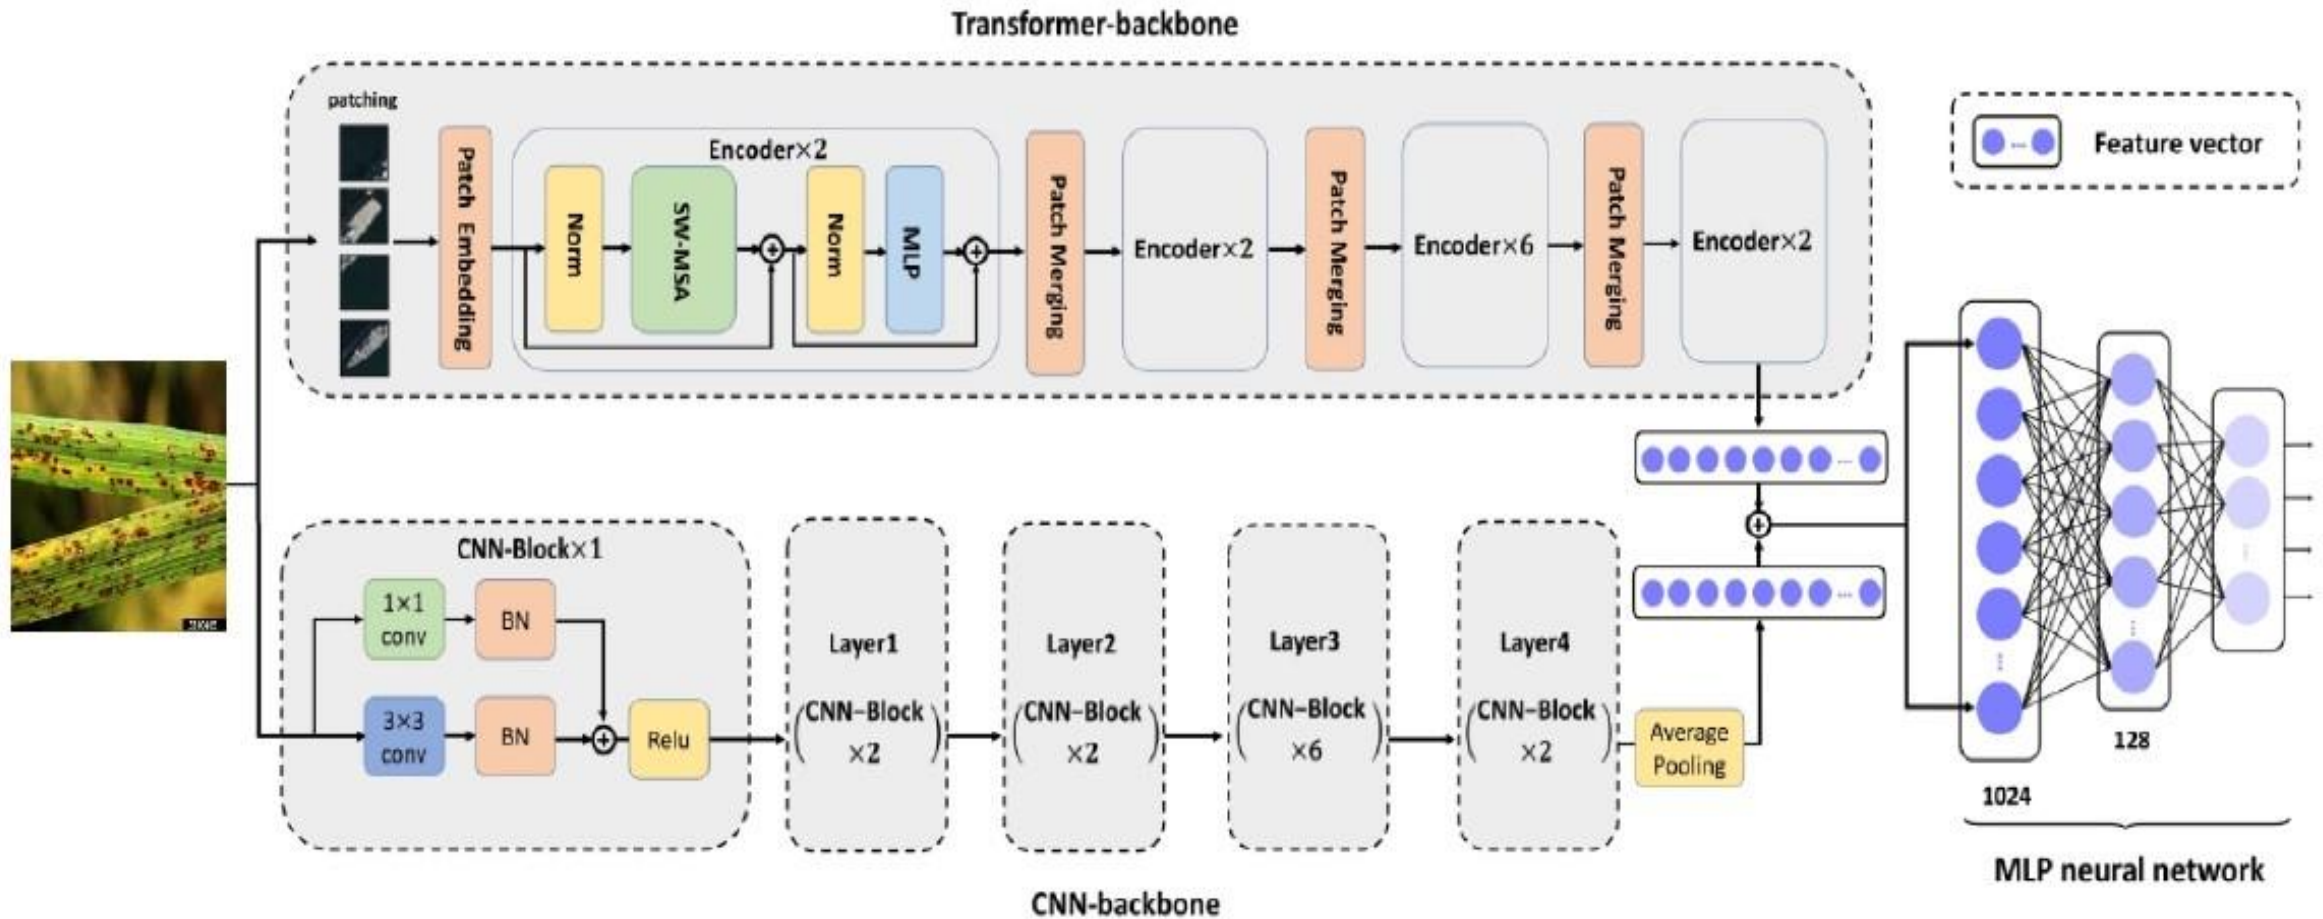 Transformer-backbone
patching
Patch Embedding
Encoder×2
Norm
SW-MSA
Norm
MLP
Patch Merging
Encoder×2
Patch Merging
Encoder×6
Patch Merging
Encoder×2
... Feature vector
CNN-Block×1
1×1
conv
BN
3×3
conv
BN
Relu
Layer1
(CNN-Block
×2)
Layer2
(CNN-Block
×2)
Layer3
(CNN-Block
×6)
Layer4
(CNN-Block
×2)
Average
Pooling
1024
128
MLP neural network
CNN-backbone